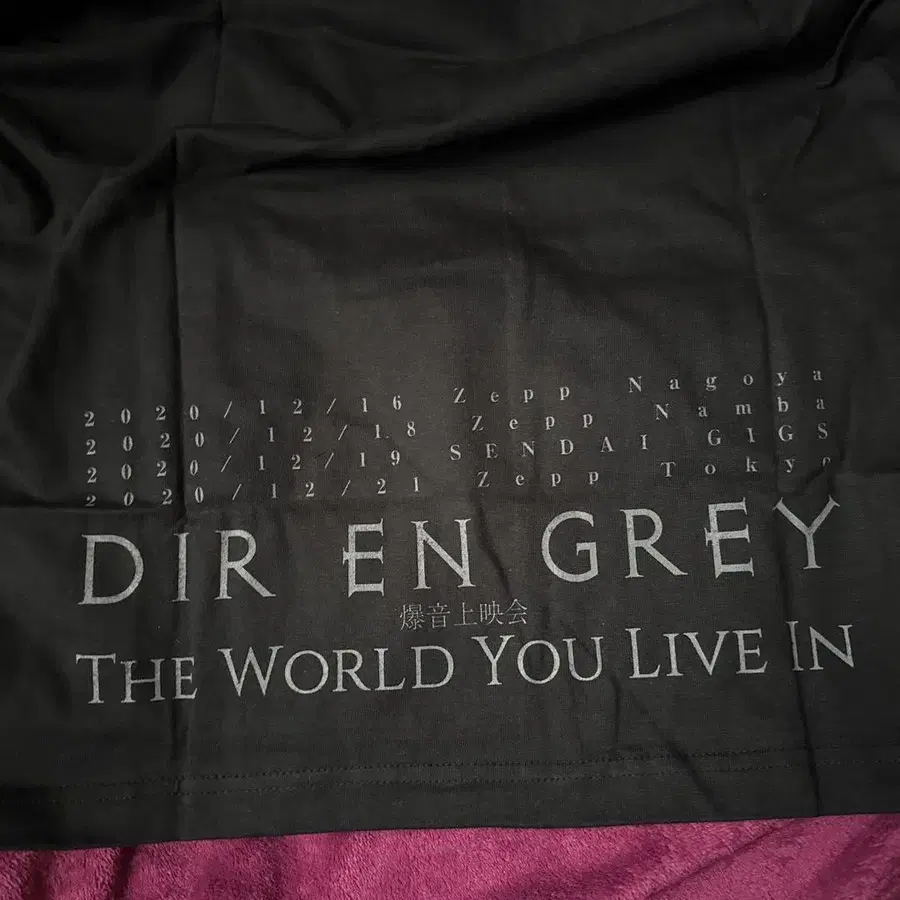 2020/12/16 Zepp Nagoya
2020/12/18 Zepp Namba
2020/12/19 SENDAI GIGS
2020/12/21 Zepp Tokyo
DIR EN GREY
爆音上映会
THE WORLD YOU LIVE IN